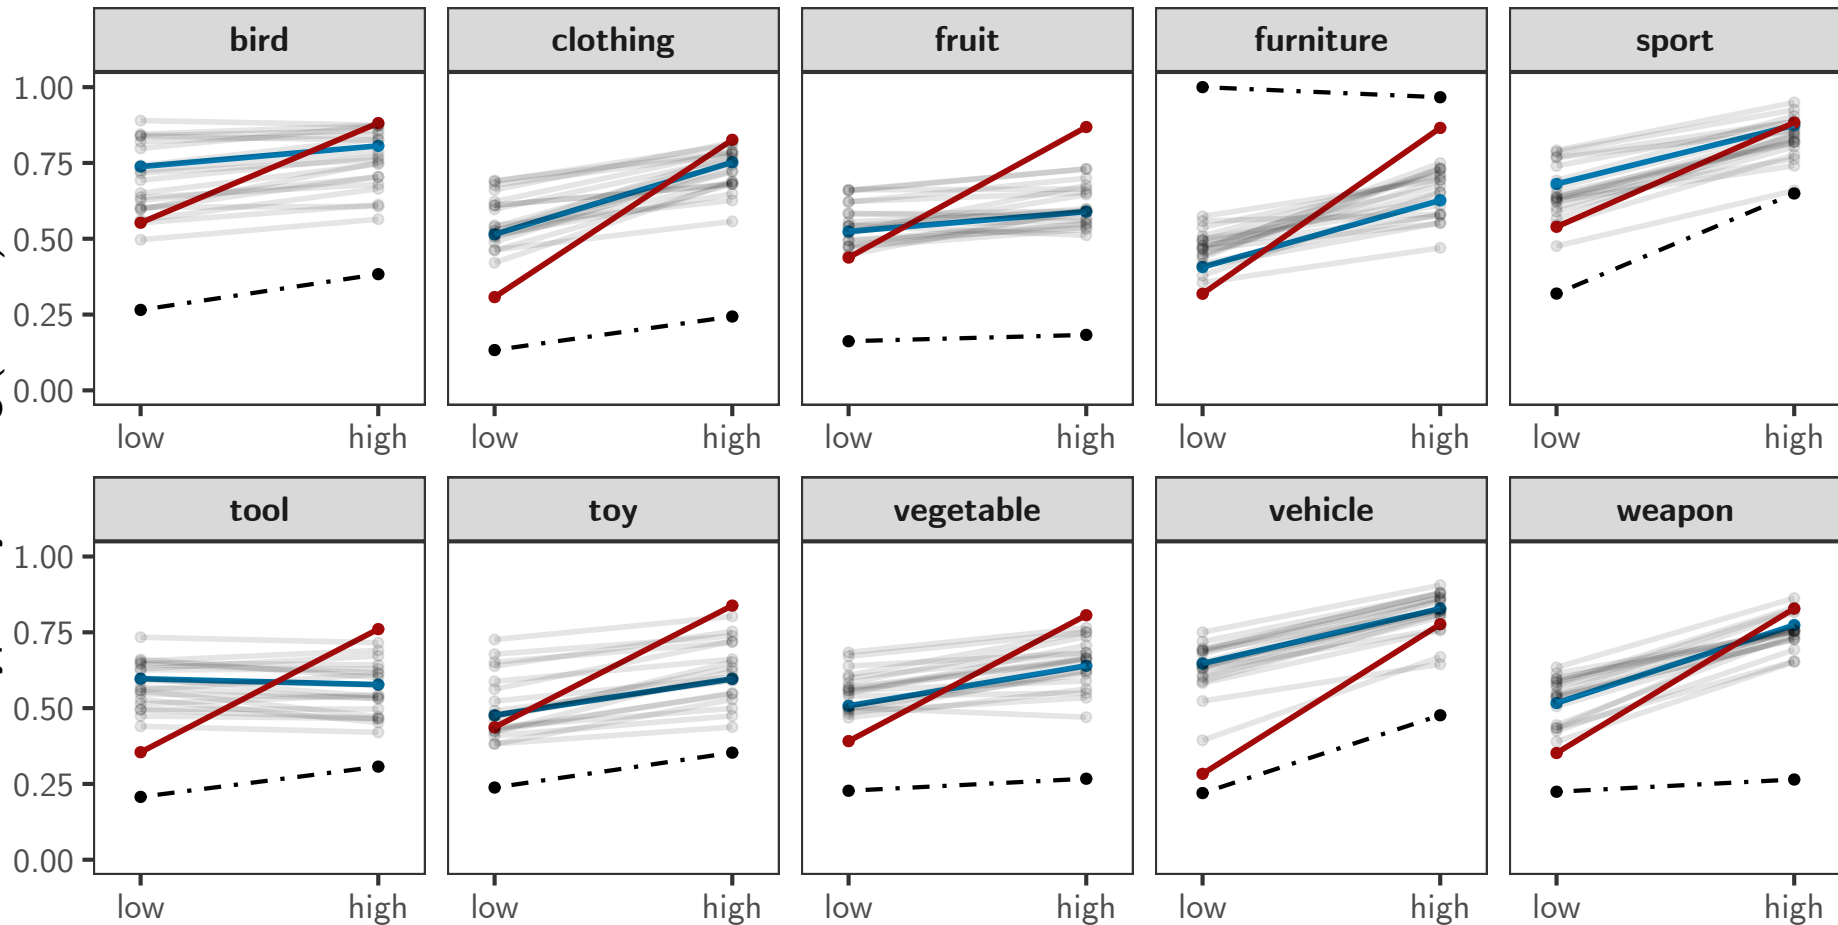 bird clothing fruit furniture sport
1.00
0.75
0.50
0.25
0.00
low high low high low high low high low high
tool toy vegetable vehicle weapon
1.00
0.75
0.50
0.25
0.00
low high low high low high low high low high